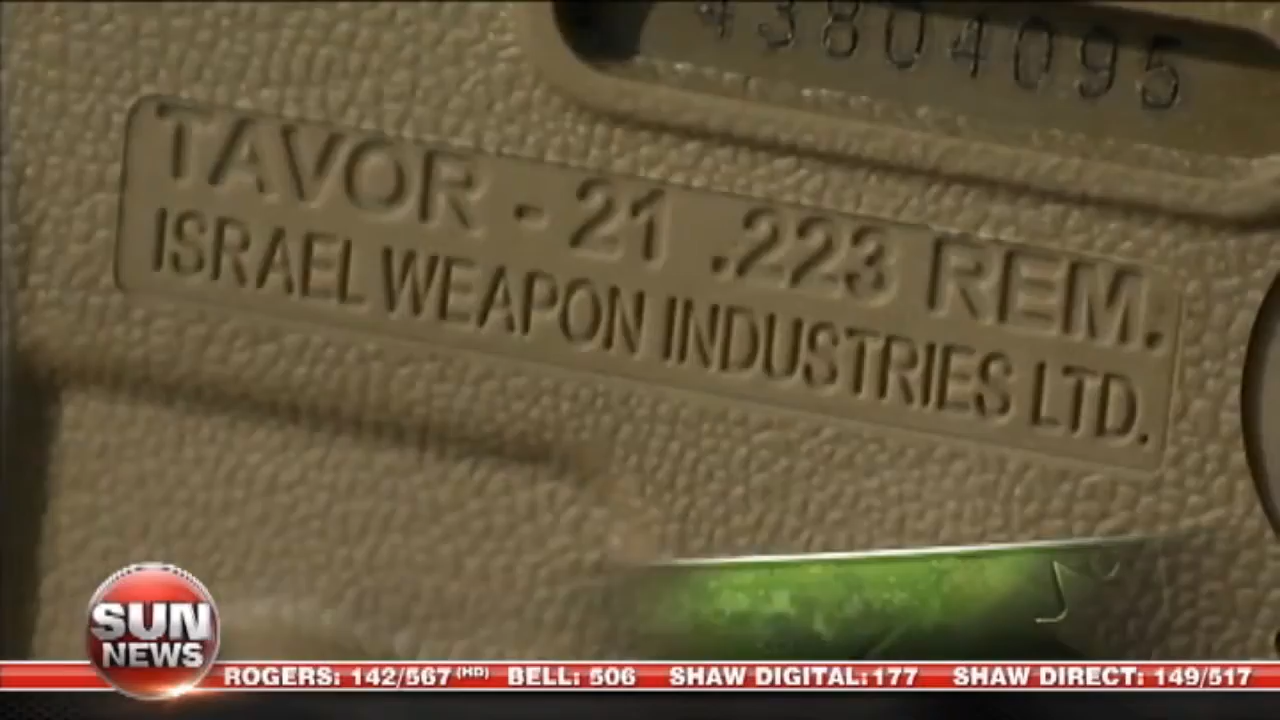 43804095
TAVOR - 21 .223 REM.
ISRAEL WEAPON INDUSTRIES LTD.
SUN
NEWS
ROGERS: 142/567 (HD) BELL: 506 SHAW DIGITAL: 177 SHAW DIRECT: 149/517